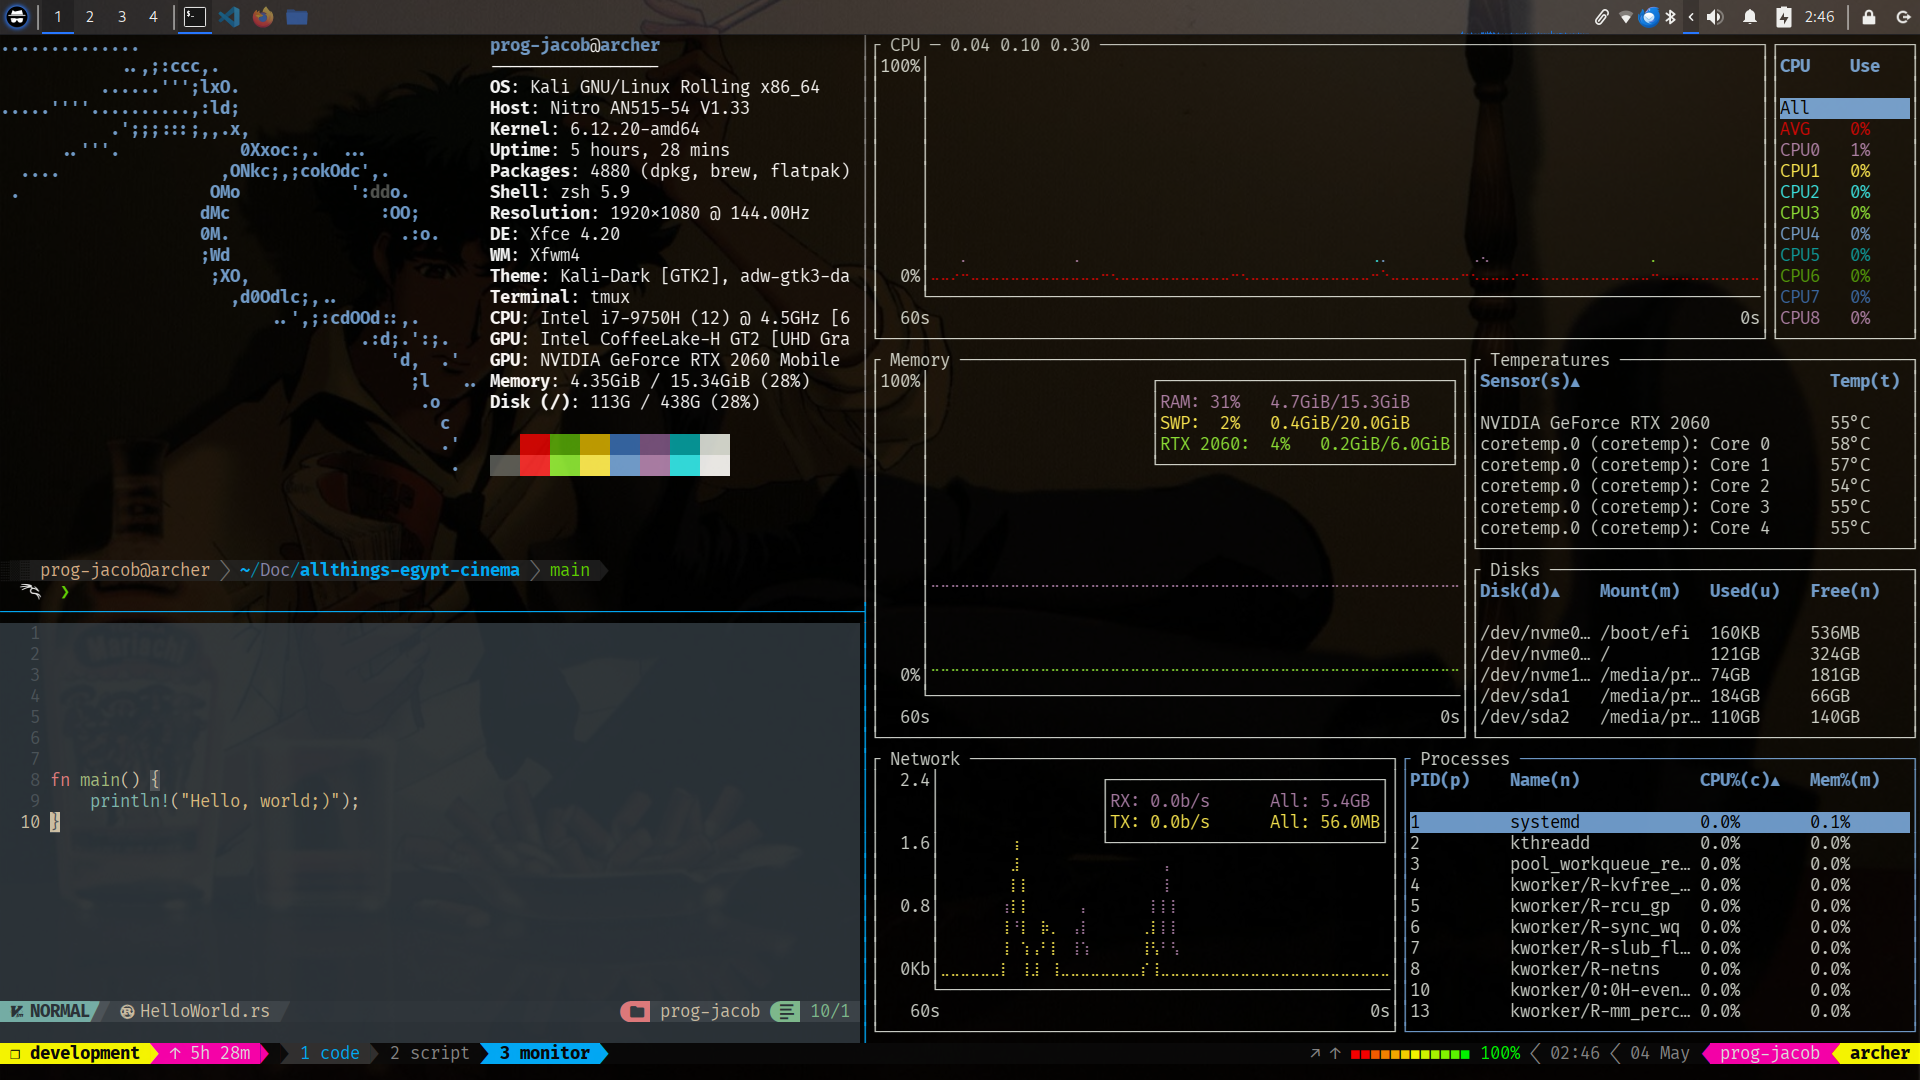 1 2 3 4 2:46
prog-jacob@archer
OS: Kali GNU/Linux Rolling x86_64
Host: Nitro AN515-54 V1.33
Kernel: 6.12.20-amd64
Uptime: 5 hours, 28 mins
Packages: 4880 (dpkg, brew, flatpak)
Shell: zsh 5.9
Resolution: 1920×1080 @ 144.00Hz
DE: Xfce 4.20
WM: Xfwm4
Theme: Kali-Dark [GTK2], adw-gtk3-da
Terminal: tmux
CPU: Intel i7-9750H (12) @ 4.5GHz [6
GPU: Intel CoffeeLake-H GT2 [UHD Gra
GPU: NVIDIA GeForce RTX 2060 Mobile
Memory: 4.35GiB / 15.34GiB (28%)
Disk (/): 113G / 438G (28%)
..............
..,;:ccc,.
......''';lxO.
.....''''..........,:ld;
.';;;:::;,,.x,
..'''. 0Xxoc:,. ...
.... ,ONkc;,;cokOdc',.
. OMo ':ddo.
dMc :OO;
0M. .:o.
;Wd
;XO,
,d0Odlc;,..
..',;:cdOOd::,.
.:d;.':;.
'd, .'
;l ..
.o
c
.'
.
prog-jacob@archer ~/Doc/allthings-egypt-cinema main
❯
1
2
3
4
5
6
7
8 fn main() {
9 println!("Hello, world;)");
10 }
NORMAL HelloWorld.rs prog-jacob 10/1
CPU — 0.04 0.10 0.30
100%
0%
60s 0s
CPU Use
All
AVG 0%
CPU0 1%
CPU1 0%
CPU2 0%
CPU3 0%
CPU4 0%
CPU5 0%
CPU6 0%
CPU7 0%
CPU8 0%
Memory
100%
RAM: 31% 4.7GiB/15.3GiB
SWP: 2% 0.4GiB/20.0GiB
RTX 2060: 4% 0.2GiB/6.0GiB
0%
60s 0s
Temperatures
Sensor(s)▲ Temp(t)
NVIDIA GeForce RTX 2060 55°C
coretemp.0 (coretemp): Core 0 58°C
coretemp.0 (coretemp): Core 1 57°C
coretemp.0 (coretemp): Core 2 54°C
coretemp.0 (coretemp): Core 3 55°C
coretemp.0 (coretemp): Core 4 55°C
Disks
Disk(d)▲ Mount(m) Used(u) Free(n)
/dev/nvme0… /boot/efi 160KB 536MB
/dev/nvme0… / 121GB 324GB
/dev/nvme1… /media/pr… 74GB 181GB
/dev/sda1 /media/pr… 184GB 66GB
/dev/sda2 /media/pr… 110GB 140GB
Network
2.4
RX: 0.0b/s All: 5.4GB
TX: 0.0b/s All: 56.0MB
1.6
0.8
0Kb
60s 0s
Processes
PID(p) Name(n) CPU%(c)▲ Mem%(m)
1 systemd 0.0% 0.1%
2 kthreadd 0.0% 0.0%
3 pool_workqueue_re… 0.0% 0.0%
4 kworker/R-kvfree_… 0.0% 0.0%
5 kworker/R-rcu_gp 0.0% 0.0%
6 kworker/R-sync_wq 0.0% 0.0%
7 kworker/R-slub_fl… 0.0% 0.0%
8 kworker/R-netns 0.0% 0.0%
10 kworker/0:0H-even… 0.0% 0.0%
13 kworker/R-mm_perc… 0.0% 0.0%
❐ development ↑ 5h 28m 1 code 2 script 3 monitor ↗ ↑ 100% 02:46 04 May prog-jacob archer